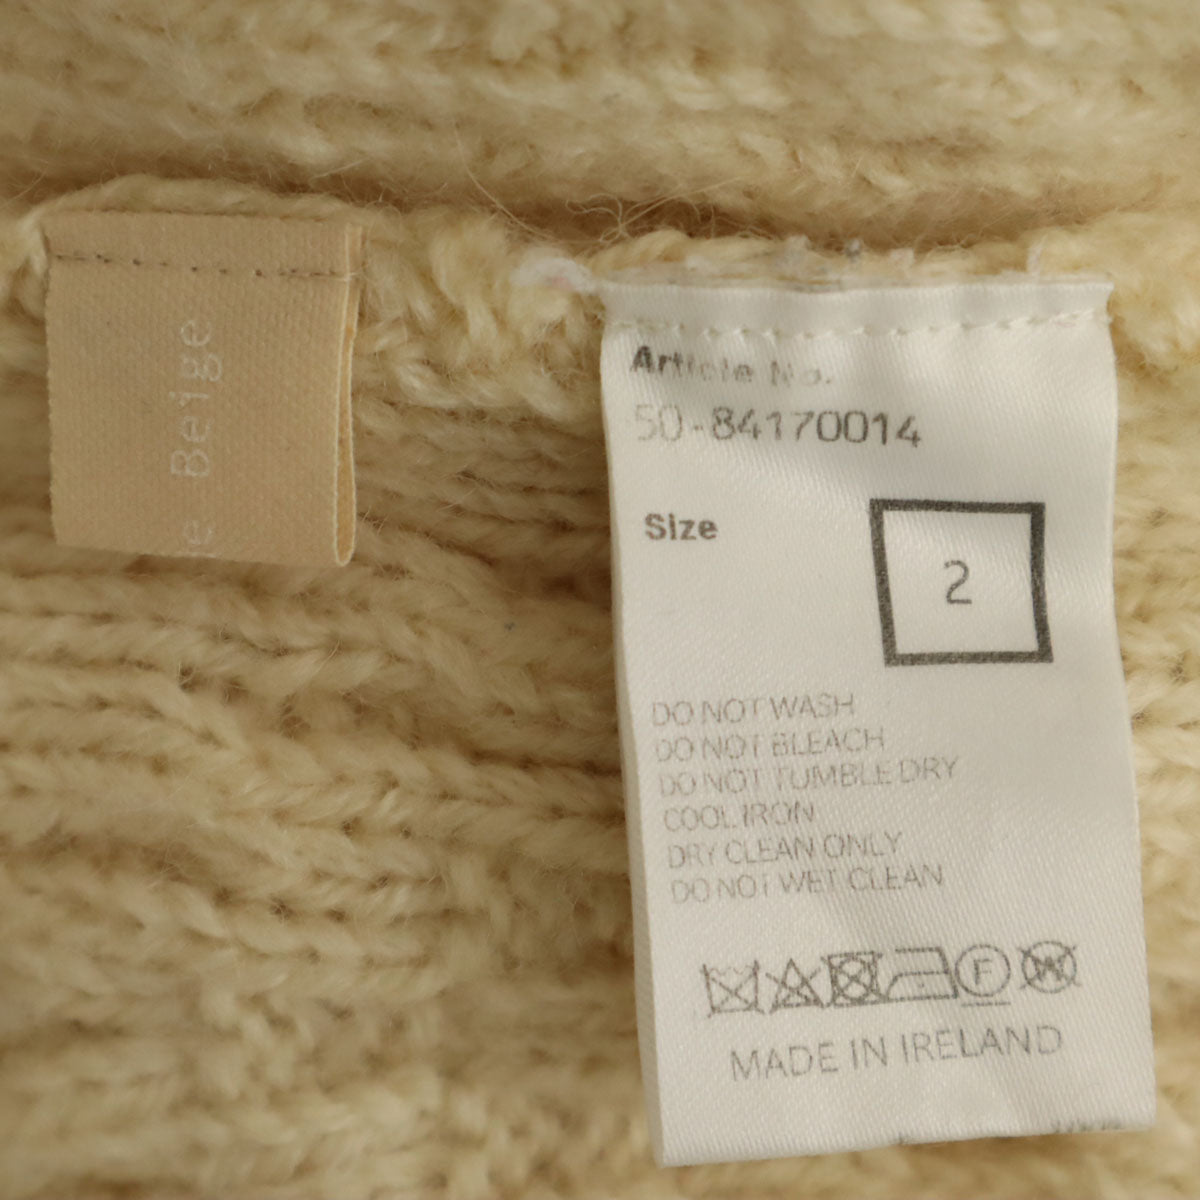 Beige
Article No.
50-84170014
Size
2
DO NOT WASH
DO NOT BLEACH
DO NOT TUMBLE DRY
COOL IRON
DRY CLEAN ONLY
DO NOT WET CLEAN
F
W
MADE IN IRELAND